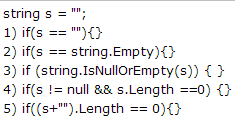 string s = "";
1) if(s == ""){}
2) if(s == string.Empty){}
3) if (string.IsNullOrEmpty(s)) { }
4) if(s != null && s.Length ==0) {}
5) if((s+"").Length == 0){}